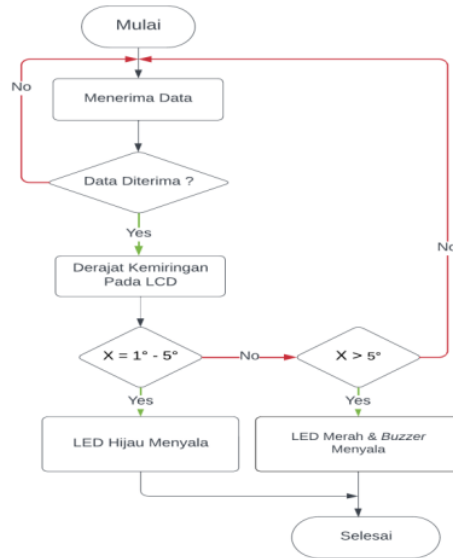 Mulai
No
Menerima Data
Data Diterima ?
Yes
No
Derajat Kemiringan
Pada LCD
X = 1° - 5°
No
X > 5°
Yes
Yes
LED Hijau Menyala
LED Merah & Buzzer
Menyala
Selesai